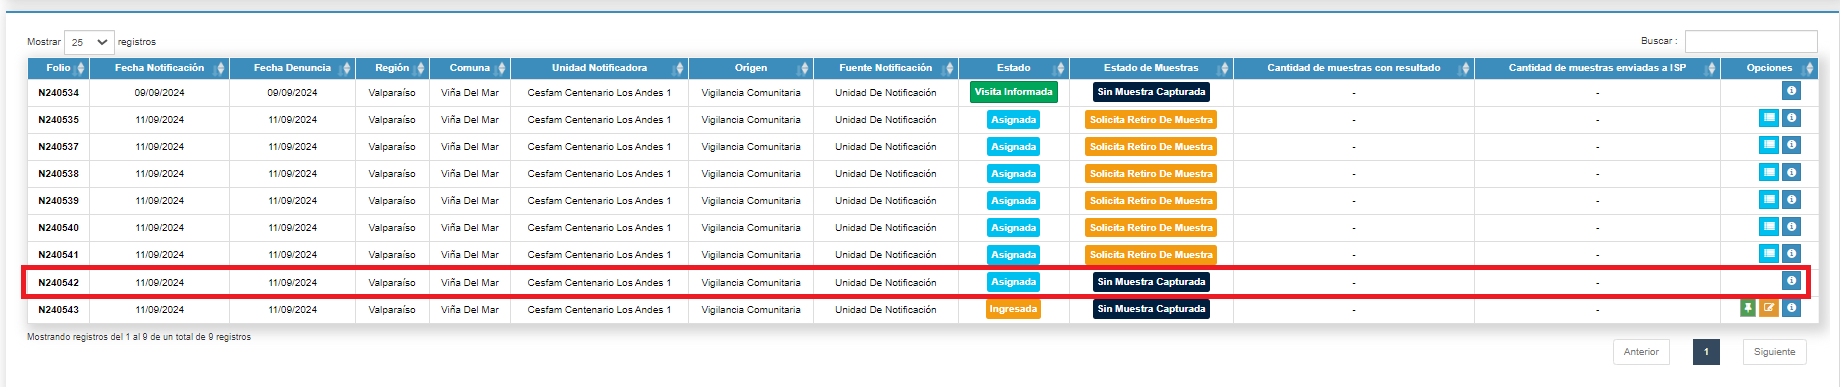 Mostrar 25 registros Buscar :
Folio Fecha Notificación Fecha Denuncia Región Comuna Unidad Notificadora Origen Fuente Notificación Estado Estado de Muestras Cantidad de muestras con resultado Cantidad de muestras enviadas a ISP Opciones
N240534 09/09/2024 09/09/2024 Valparaíso Viña Del Mar Cesfam Centenario Los Andes 1 Vigilancia Comunitaria Unidad De Notificación Visita Informada Sin Muestra Capturada - -
N240535 11/09/2024 11/09/2024 Valparaíso Viña Del Mar Cesfam Centenario Los Andes 1 Vigilancia Comunitaria Unidad De Notificación Asignada Solicita Retiro De Muestra - -
N240537 11/09/2024 11/09/2024 Valparaíso Viña Del Mar Cesfam Centenario Los Andes 1 Vigilancia Comunitaria Unidad De Notificación Asignada Solicita Retiro De Muestra - -
N240538 11/09/2024 11/09/2024 Valparaíso Viña Del Mar Cesfam Centenario Los Andes 1 Vigilancia Comunitaria Unidad De Notificación Asignada Solicita Retiro De Muestra - -
N240539 11/09/2024 11/09/2024 Valparaíso Viña Del Mar Cesfam Centenario Los Andes 1 Vigilancia Comunitaria Unidad De Notificación Asignada Solicita Retiro De Muestra - -
N240540 11/09/2024 11/09/2024 Valparaíso Viña Del Mar Cesfam Centenario Los Andes 1 Vigilancia Comunitaria Unidad De Notificación Asignada Solicita Retiro De Muestra - -
N240541 11/09/2024 11/09/2024 Valparaíso Viña Del Mar Cesfam Centenario Los Andes 1 Vigilancia Comunitaria Unidad De Notificación Asignada Solicita Retiro De Muestra - -
N240542 11/09/2024 11/09/2024 Valparaíso Viña Del Mar Cesfam Centenario Los Andes 1 Vigilancia Comunitaria Unidad De Notificación Asignada Sin Muestra Capturada - -
N240543 11/09/2024 11/09/2024 Valparaíso Viña Del Mar Cesfam Centenario Los Andes 1 Vigilancia Comunitaria Unidad De Notificación Ingresada Sin Muestra Capturada - -
Mostrando registros del 1 al 9 de un total de 9 registros
Anterior 1 Siguiente